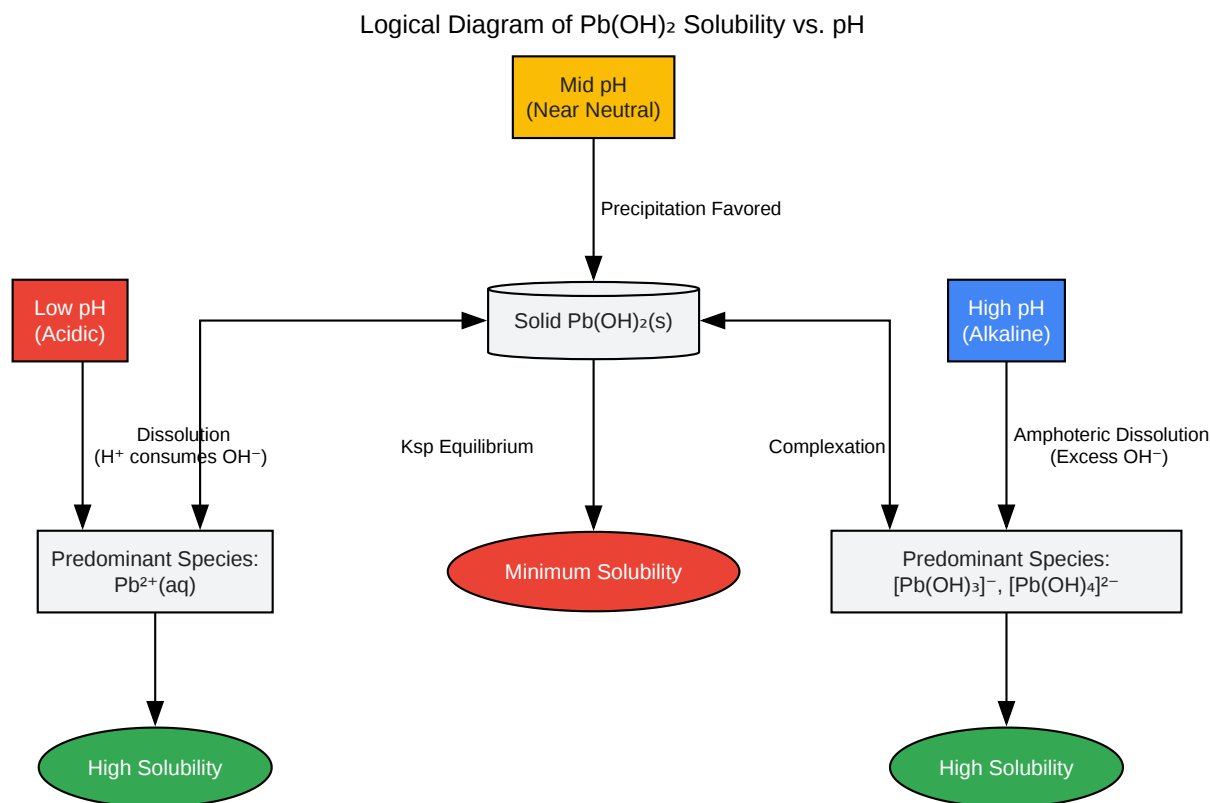 Logical Diagram of Pb(OH)₂ Solubility vs. pH
Mid pH
(Near Neutral)
Precipitation Favored
Low pH
(Acidic)
Solid Pb(OH)₂(s)
High pH
(Alkaline)
Dissolution
(H⁺ consumes OH⁻)
Ksp Equilibrium
Complexation
Amphoteric Dissolution
(Excess OH⁻)
Predominant Species:
Pb²⁺(aq)
Minimum Solubility
Predominant Species:
[Pb(OH)₃]⁻, [Pb(OH)₄]²⁻
High Solubility
High Solubility